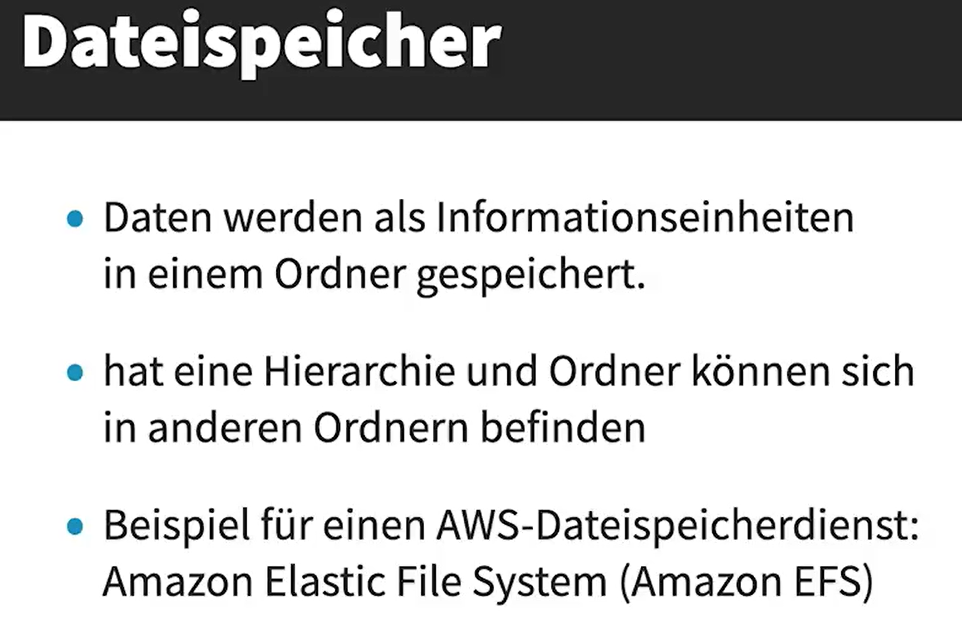 Dateispeicher
• Daten werden als Informationseinheiten
in einem Ordner gespeichert.
• hat eine Hierarchie und Ordner können sich
in anderen Ordnern befinden
• Beispiel für einen AWS-Dateispeicherdienst:
Amazon Elastic File System (Amazon EFS)